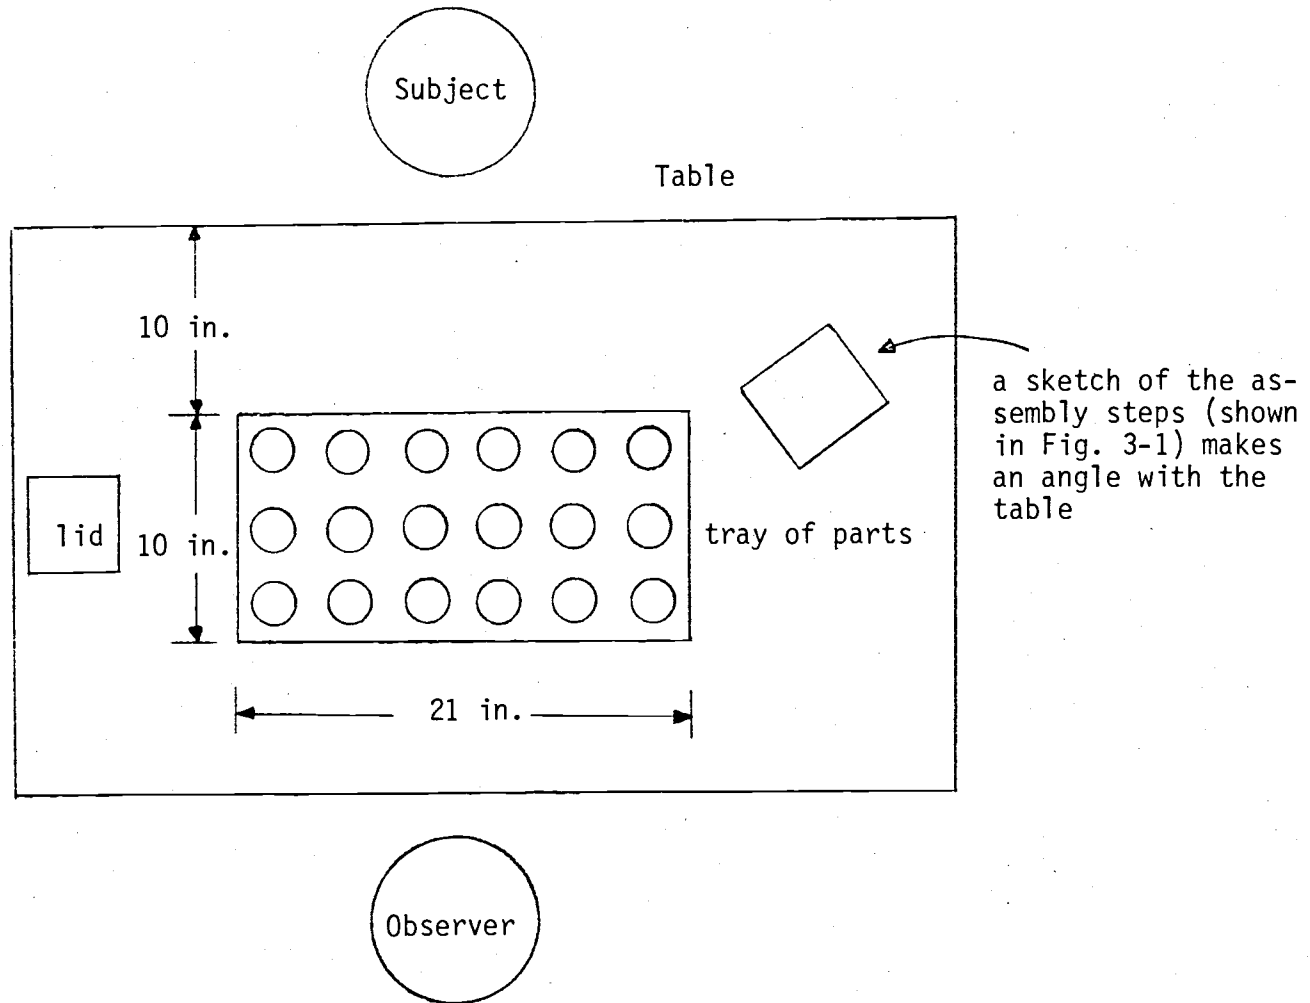 Subject
Table
10 in.
a sketch of the as-
sembly steps (shown
in Fig. 3-1) makes
an angle with the
table
lid
10 in.
tray of parts
21 in.
Observer